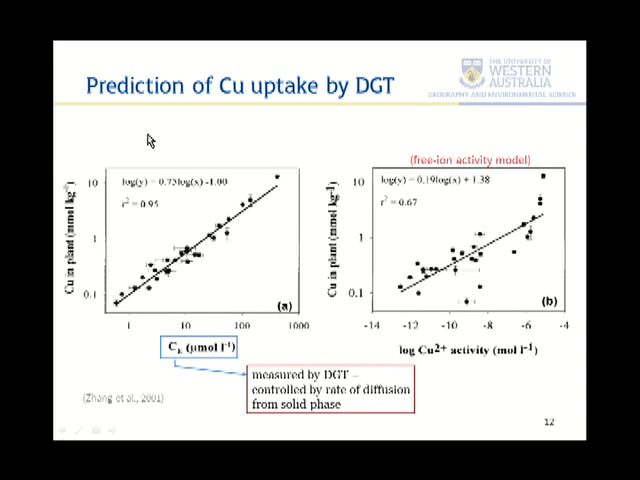 THE UNIVERSITY OF
WESTERN
AUSTRALIA
GEOGRAPHY AND ENVIRONMENTAL SCIENCE
Prediction of Cu uptake by DGT
(free-ion activity model)
log(y) = 0.73log(x) -1.00
r² = 0.95
Cu in plant (mmol kg⁻¹)
10
1
0.1
(a)
1 10 100 1000
C_E (μmol l⁻¹)
log(y) = 0.19log(x) + 1.38
r² = 0.67
Cu in plant (mmol kg⁻¹)
10
1
0.1
(b)
-14 -12 -10 -8 -6 -4
log Cu²⁺ activity (mol l⁻¹)
measured by DGT –
controlled by rate of diffusion
from solid phase
(Zhang et al., 2001)
12